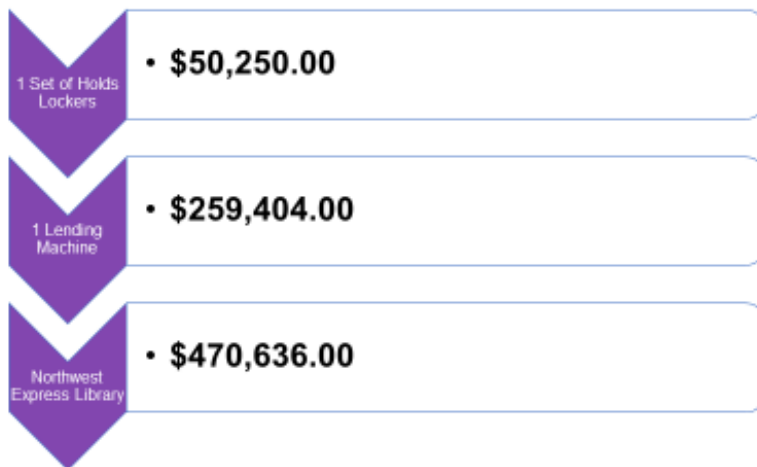 1 Set of Holds
Lockers
• $50,250.00
1 Lending
Machine
• $259,404.00
Northwest
Express Library
• $470,636.00